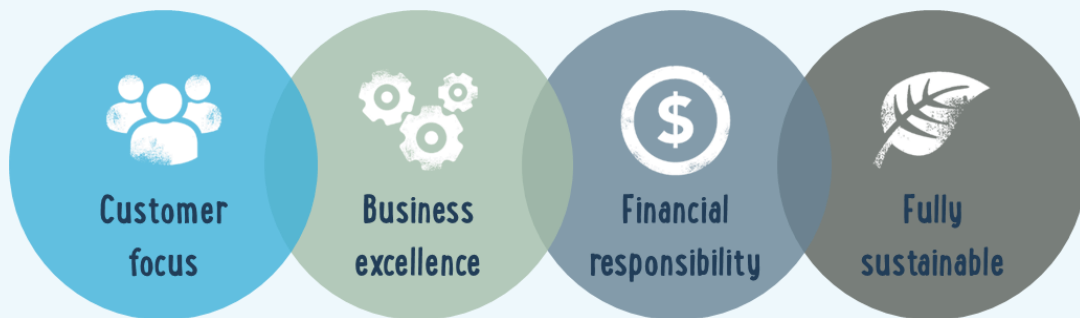 Customer
focus
Business
excellence
$
Financial
responsibility
Fully
sustainable